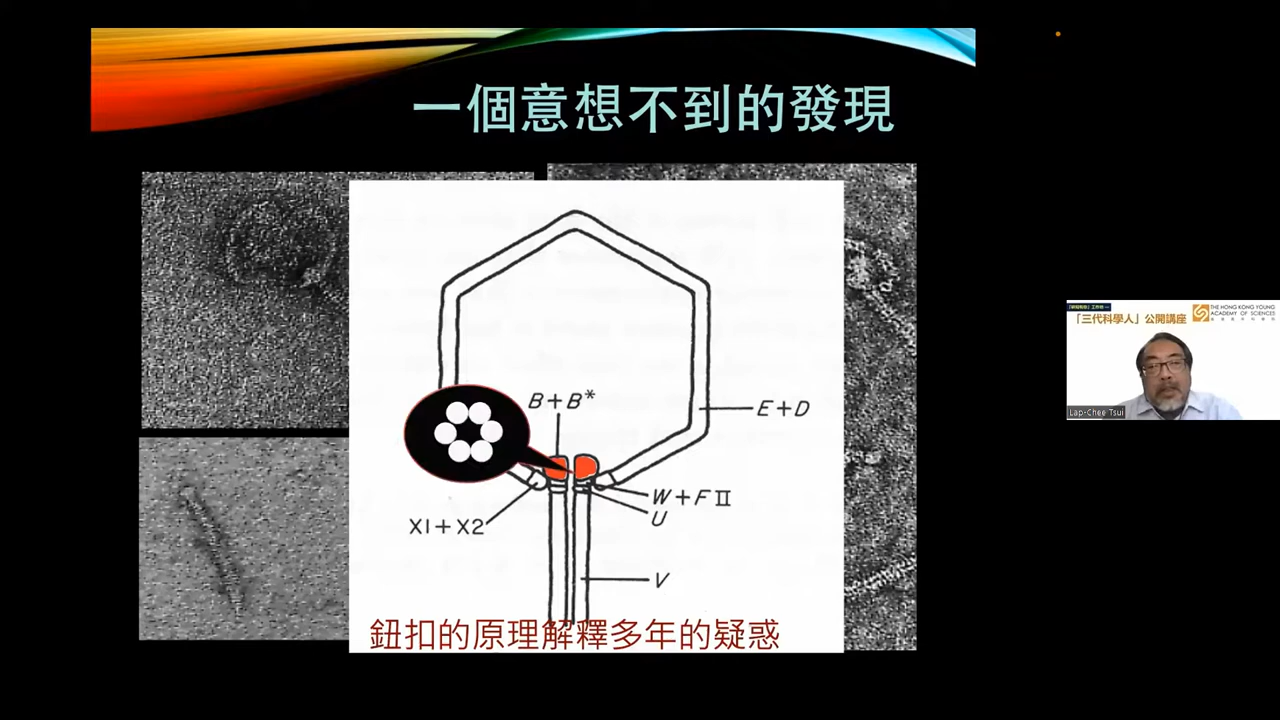 一個意想不到的發現
B+B*
E+D
W+FⅡ
U
X1+X2
V
鈕扣的原理解釋多年的疑惑
「三代科學人」公開講座
THE HONG KONG YOUNG
ACADEMY OF SCIENCES
Lap-Chee Tsui